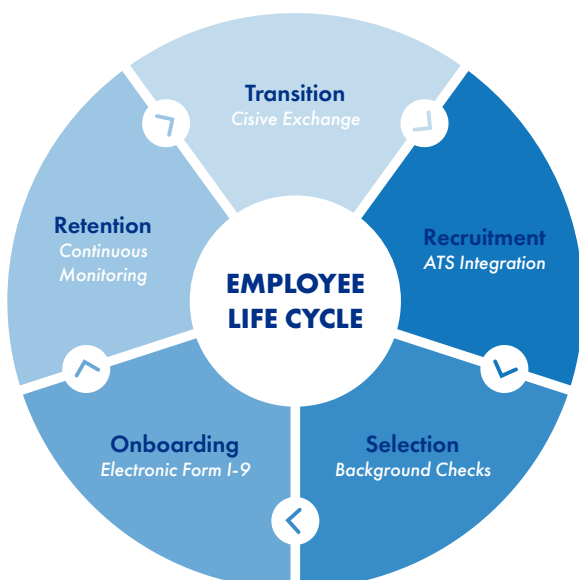 Transition
Cisive Exchange
Recruitment
ATS Integration
Selection
Background Checks
Onboarding
Electronic Form I-9
Retention
Continuous
Monitoring
EMPLOYEE
LIFE CYCLE